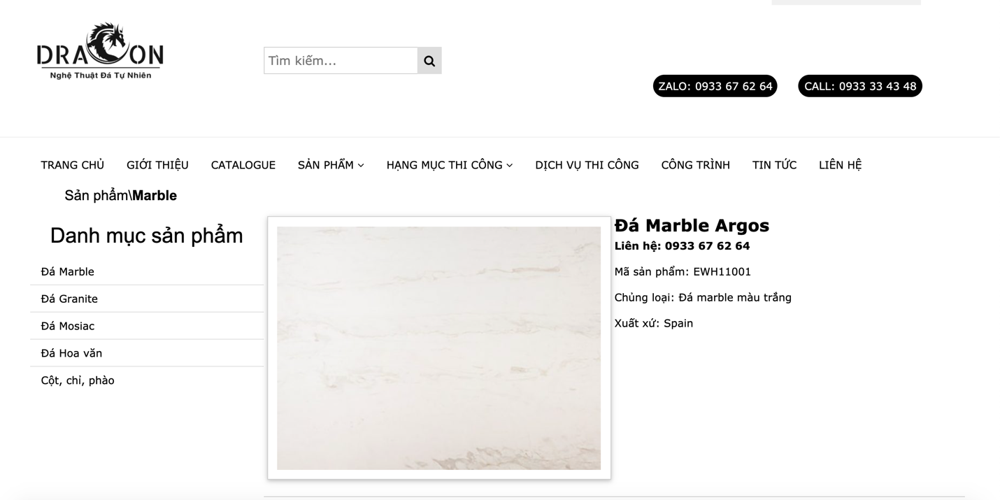 DRAGON
Nghệ Thuật Đá Tự Nhiên
Tìm kiếm...
ZALO: 0933 67 62 64
CALL: 0933 33 43 48
TRANG CHỦ GIỚI THIỆU CATALOGUE SẢN PHẨM HẠNG MỤC THI CÔNG DỊCH VỤ THI CÔNG CÔNG TRÌNH TIN TỨC LIÊN HỆ
Sản phẩm\Marble
Danh mục sản phẩm
Đá Marble
Đá Granite
Đá Mosiac
Đá Hoa văn
Cột, chỉ, phào
Đá Marble Argos
Liên hệ: 0933 67 62 64
Mã sản phẩm: EWH11001
Chủng loại: Đá marble màu trắng
Xuất xứ: Spain